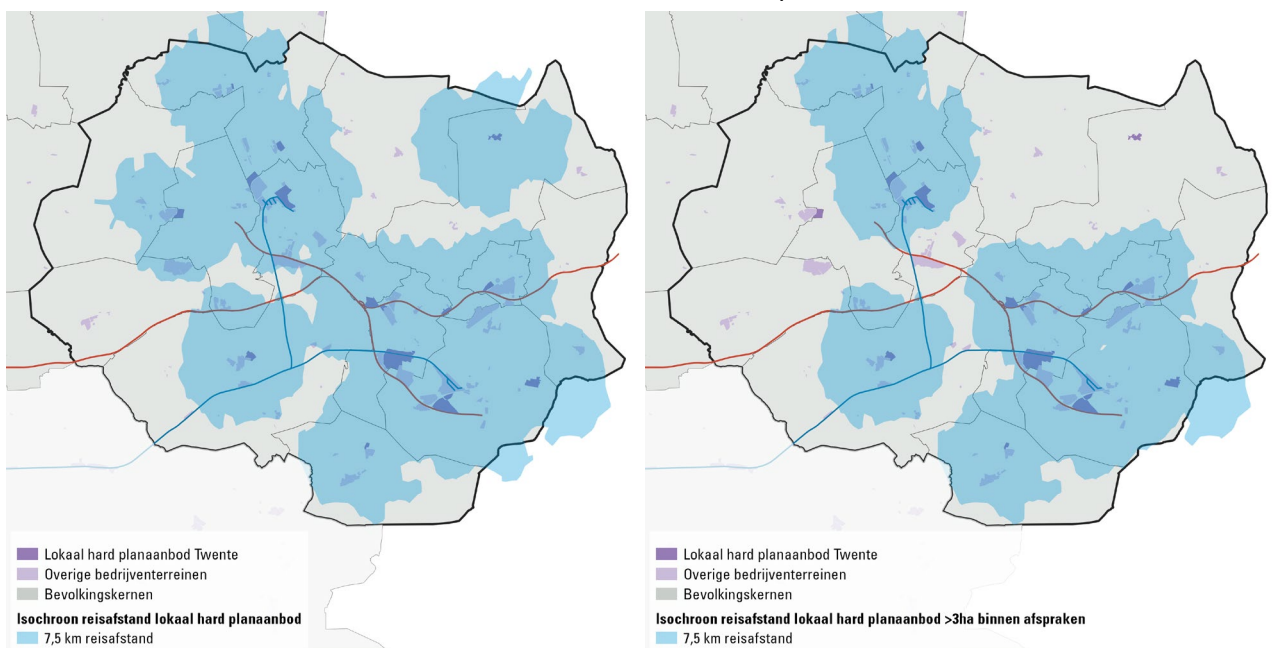 Lokaal hard planaanbod Twente
Overige bedrijventerreinen
Bevolkingskernen
Isochroon reisafstand lokaal hard planaanbod
7,5 km reisafstand
Lokaal hard planaanbod Twente
Overige bedrijventerreinen
Bevolkingskernen
Isochroon reisafstand lokaal hard planaanbod >3ha binnen afspraken
7,5 km reisafstand